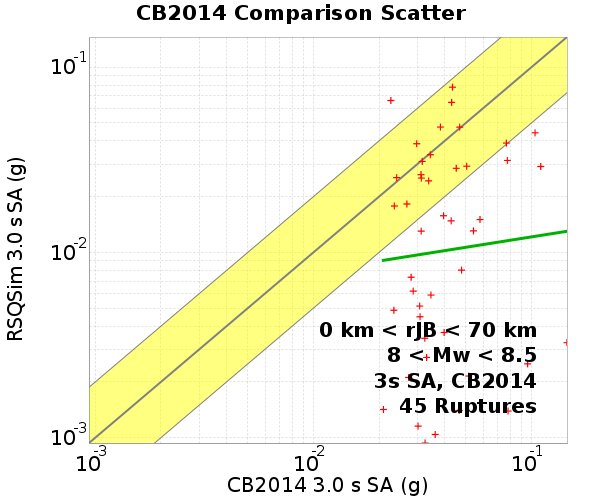 CB2014 Comparison Scatter
RSQSim 3.0 s SA (g)
10-1
10-2
10-3
0 km < rJB < 70 km
8 < Mw < 8.5
3s SA, CB2014
45 Ruptures
10-3 10-2 10-1
CB2014 3.0 s SA (g)